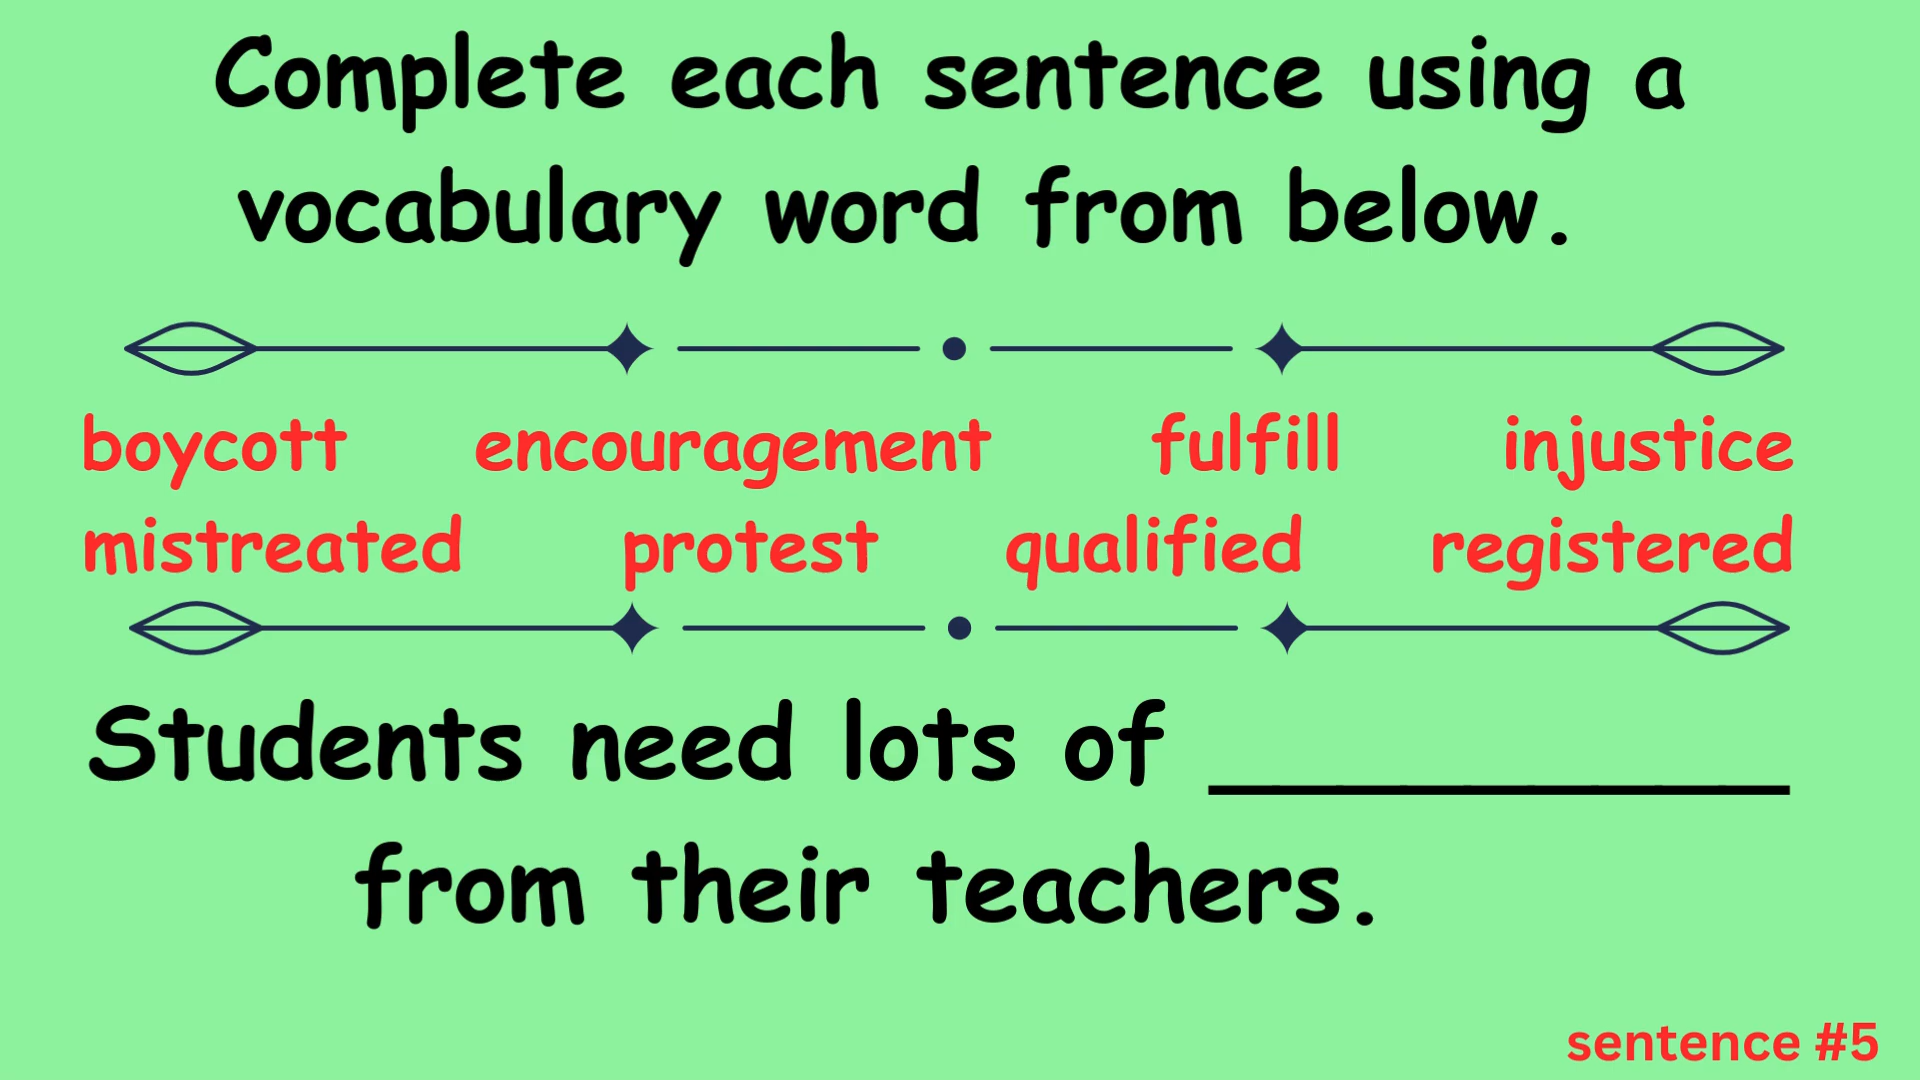 Complete each sentence using a
vocabulary word from below.
boycott encouragement fulfill injustice
mistreated protest qualified registered
Students need lots of _________
from their teachers.
sentence #5